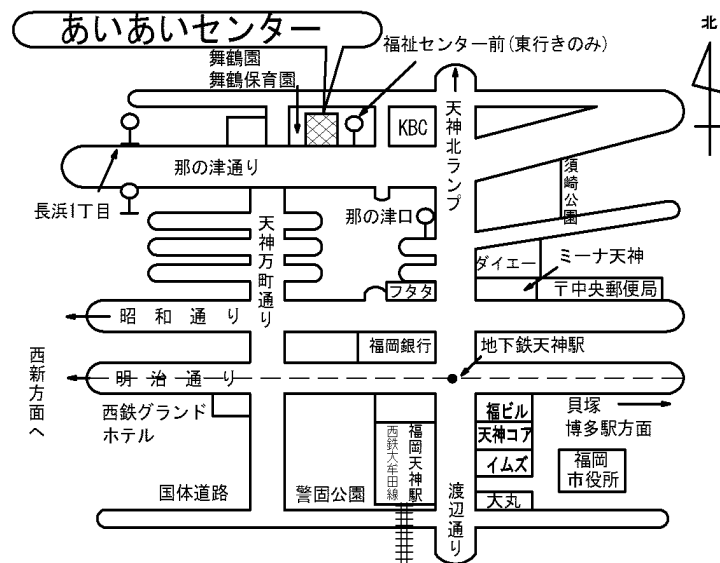 あいあいセンター
北
舞鶴園
舞鶴保育園
福祉センター前(東行きのみ)
KBC
天神北ランプ
那の津通り
須崎公園
長浜1丁目
那の津口
天神万町通り
ダイエー
ミーナ天神
フタタ
〒中央郵便局
昭和通り
福岡銀行
地下鉄天神駅
西新方面へ
明治通り
西鉄グランド
ホテル
福岡天神駅
西鉄大牟田線
福ビル
天神コア
イムズ
大丸
貝塚
博多駅方面
福岡
市役所
国体道路
警固公園
渡辺通り